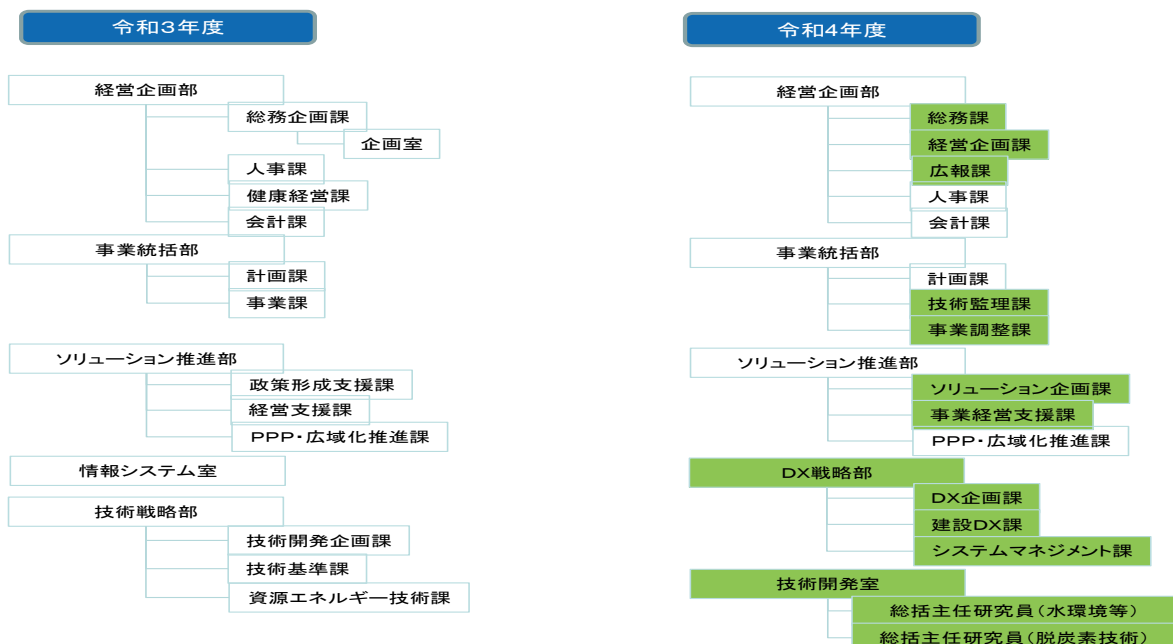 令和3年度
経営企画部
総務企画課
企画室
人事課
健康経営課
会計課
事業統括部
計画課
事業課
ソリューション推進部
政策形成支援課
経営支援課
PPP・広域化推進課
情報システム室
技術戦略部
技術開発企画課
技術基準課
資源エネルギー技術課
令和4年度
経営企画部
総務課
経営企画課
広報課
人事課
会計課
事業統括部
計画課
技術監理課
事業調整課
ソリューション推進部
ソリューション企画課
事業経営支援課
PPP・広域化推進課
DX戦略部
DX企画課
建設DX課
システムマネジメント課
技術開発室
総括主任研究員(水環境等)
総括主任研究員(脱炭素技術)